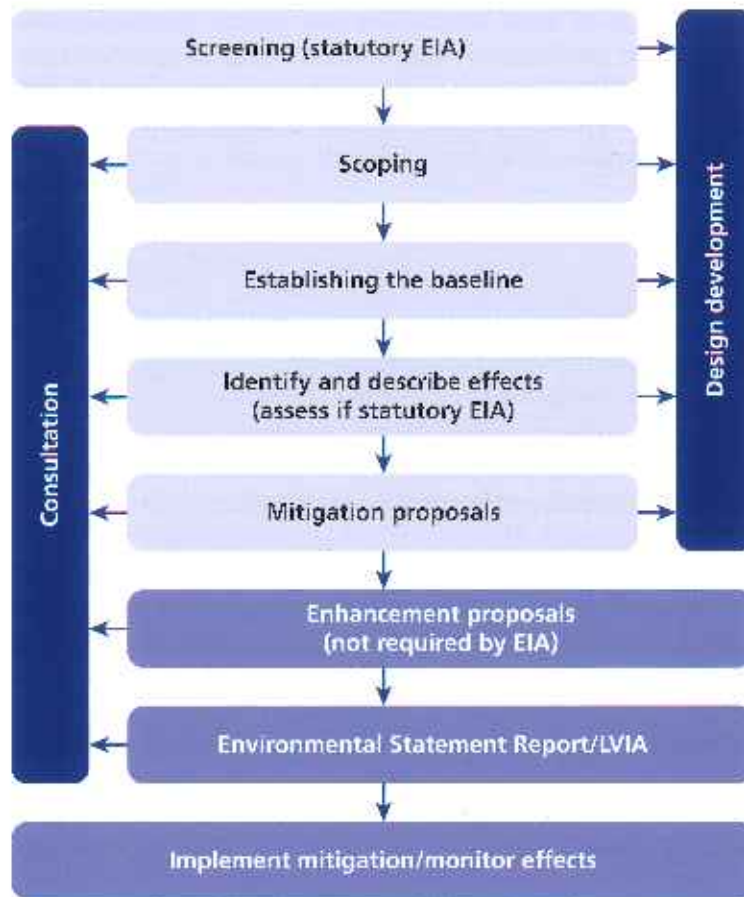 Screening (statutory EIA)
Scoping
Establishing the baseline
Identify and describe effects
(assess if statutory EIA)
Mitigation proposals
Enhancement proposals
(not required by EIA)
Environmental Statement Report/LVIA
Implement mitigation/monitor effects
Consultation
Design development